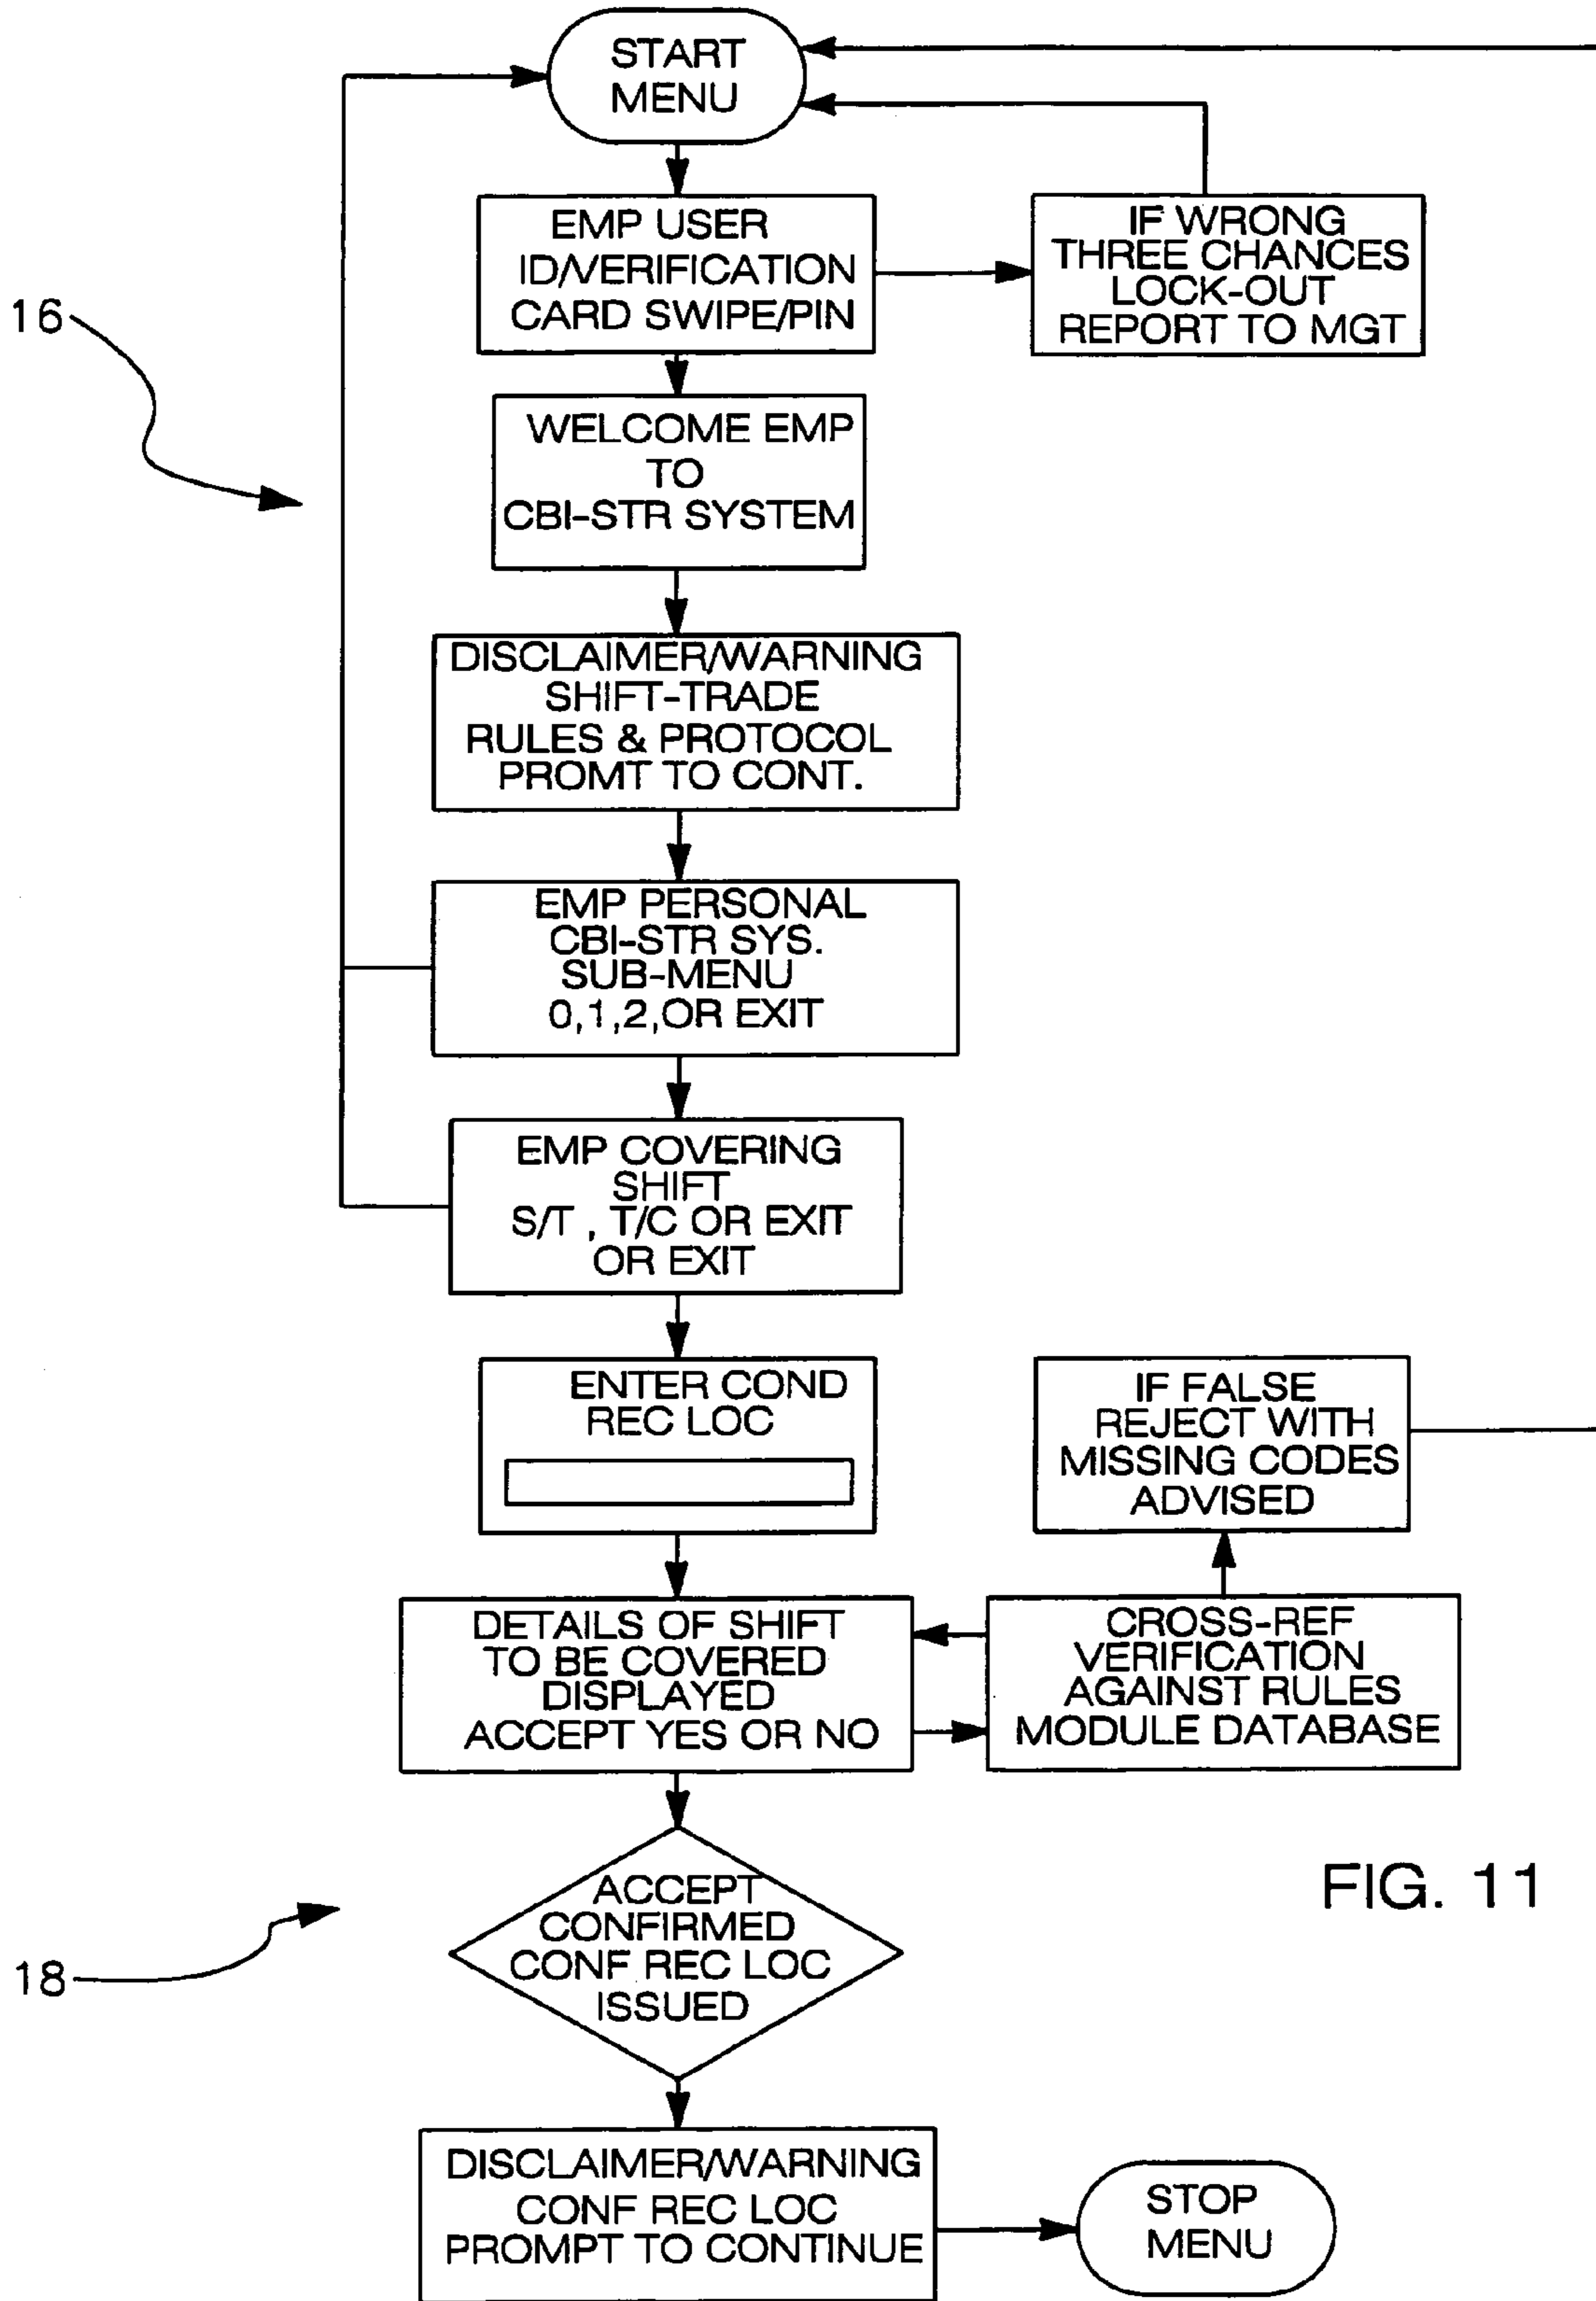 START
MENU
EMP USER
ID/VERIFICATION
CARD SWIPE/PIN
IF WRONG
THREE CHANCES
LOCK-OUT
REPORT TO MGT
16
WELCOME EMP
TO
CBI-STR SYSTEM
DISCLAIMER/WARNING
SHIFT-TRADE
RULES & PROTOCOL
PROMT TO CONT.
EMP PERSONAL
CBI-STR SYS.
SUB-MENU
0,1,2,OR EXIT
EMP COVERING
SHIFT
S/T , T/C OR EXIT
OR EXIT
ENTER COND
REC LOC
IF FALSE
REJECT WITH
MISSING CODES
ADVISED
DETAILS OF SHIFT
TO BE COVERED
DISPLAYED
ACCEPT YES OR NO
CROSS-REF
VERIFICATION
AGAINST RULES
MODULE DATABASE
ACCEPT
CONFIRMED
CONF REC LOC
ISSUED
FIG. 11
18
DISCLAIMER/WARNING
CONF REC LOC
PROMPT TO CONTINUE
STOP
MENU